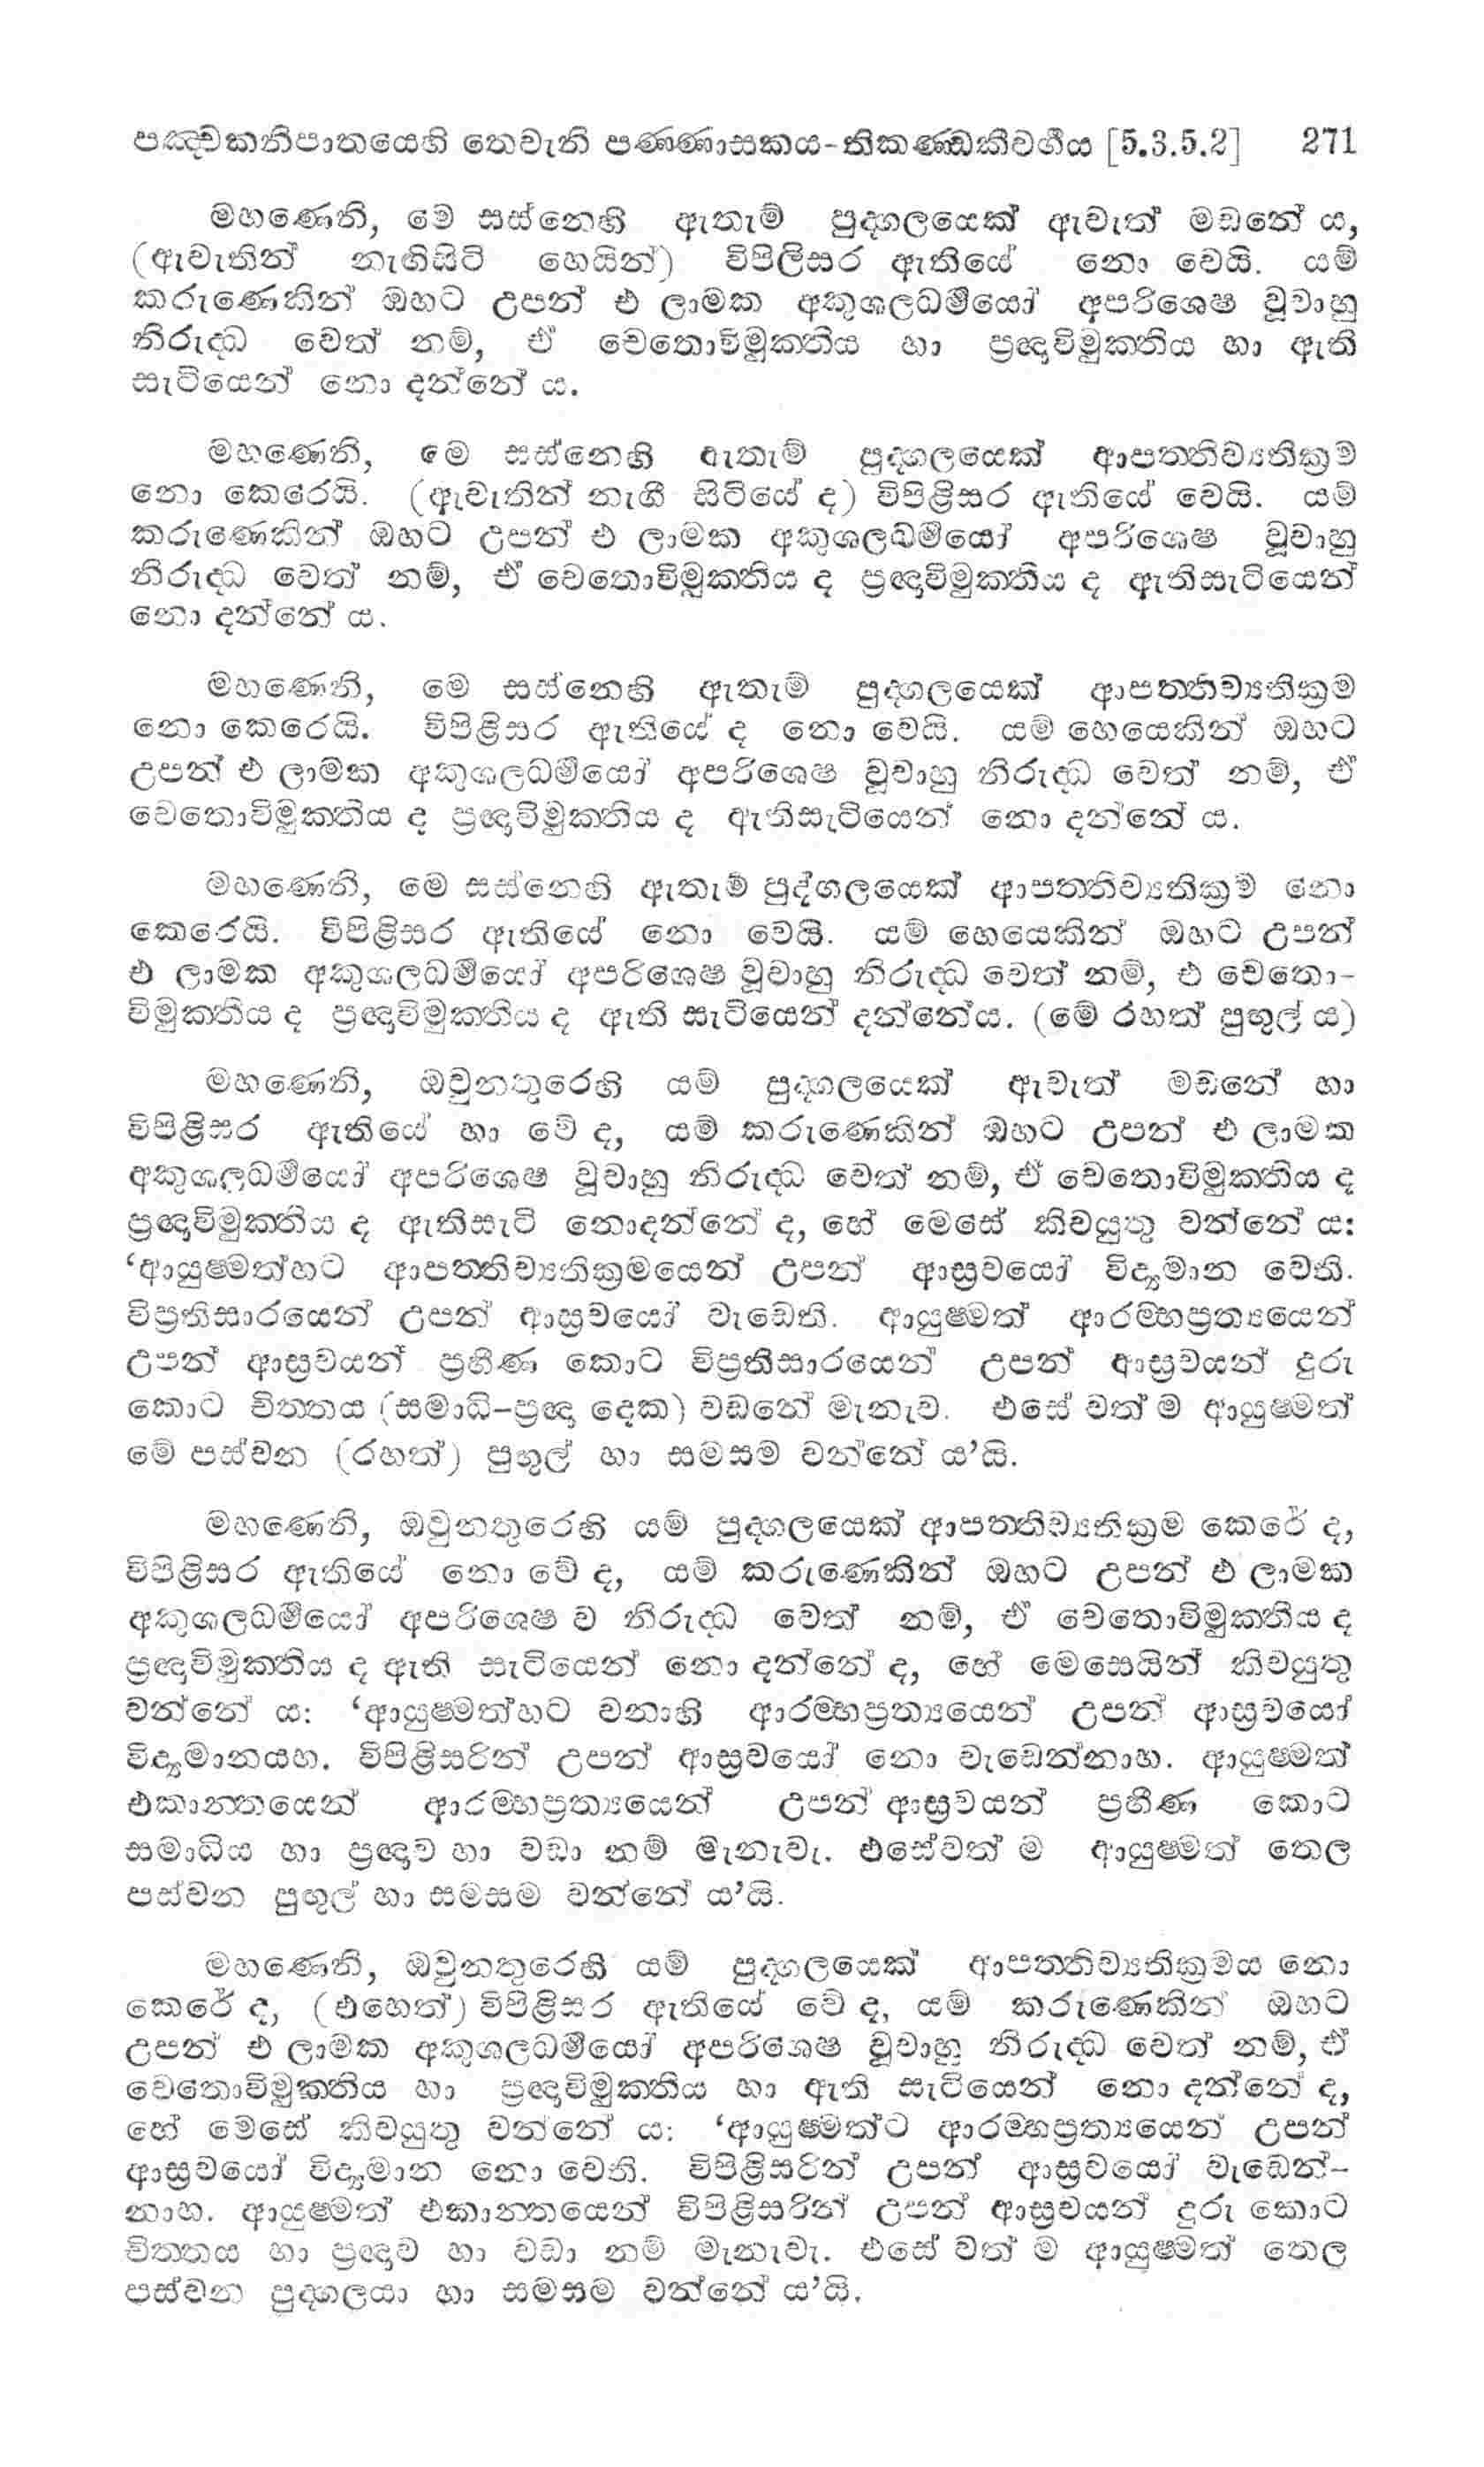 පඤ්චකනිපාතයෙහි තෙවැනි පණ්ණාසකය-තිකණ්ඩකීවර්ගය [5.3.5.2] 271
මහණෙනි, මෙ සස්නෙහි ඇතැම් පුද්ගලයෙක් ඇවැත් මඩනේ ය,
(ඇවැතින් නැඟිසිටි හෙයින්) විපිලිසර ඇතියේ නො වෙයි. යම්
කරුණෙකින් ඔහට උපන් එ ලාමක අකුශලධර්මයෝ අපරිශෙෂ වූවාහු
නිරුද්ධ වෙත් නම්, ඒ චෙතොවිමුක්තිය හා ප්‍රඥාවිමුක්තිය හා ඇති
සැටියෙන් නො දන්නේ ය.
මහණෙනි, මෙ සස්නෙහි ඇතැම් පුද්ගලයෙක් ආපත්තිව්‍යතික්‍රම
නො කෙරෙයි. (ඇවැතින් නැගී සිටියේ ද) විපිළිසර ඇතියේ වෙයි. යම්
කරුණෙකින් ඔහට උපන් එ ලාමක අකුශලධර්මයෝ අපරිශෙෂ වූවාහු
නිරුද්ධ වෙත් නම්, ඒ චෙතොවිමුක්තිය ද ප්‍රඥාවිමුක්තිය ද ඇතිසැටියෙන්
නො දන්නේ ය.
මහණෙනි, මෙ සස්නෙහි ඇතැම් පුද්ගලයෙක් ආපත්තිව්‍යතික්‍රම
නො කෙරෙයි. විපිළිසර ඇතියේ ද නො වෙයි. යම් හෙයෙකින් ඔහට
උපන් එ ලාමක අකුශලධර්මයෝ අපරිශෙෂ වූවාහු නිරුද්ධ වෙත් නම්, ඒ
චෙතොවිමුක්තිය ද ප්‍රඥාවිමුක්තිය ද ඇතිසැටියෙන් නො දන්නේ ය.
මහණෙනි, මෙ සස්නෙහි ඇතැම් පුද්ගලයෙක් ආපත්තිව්‍යතික්‍රම නො
කෙරෙයි. විපිළිසර ඇතියේ නො වෙයි. යම් හෙයෙකින් ඔහට උපන්
එ ලාමක අකුශලධර්මයෝ අපරිශෙෂ වූවාහු නිරුද්ධ වෙත් නම්, එ චෙතො-
විමුක්තිය ද ප්‍රඥාවිමුක්තිය ද ඇති සැටියෙන් දන්නේය. (මේ රහත් පුඟුල් ය)
මහණෙනි, ඔවුනතුරෙහි යම් පුද්ගලයෙක් ඇවැත් මඩනේ හා
විපිළිසර ඇතියේ හා වේ ද, යම් කරුණෙකින් ඔහට උපන් එ ලාමක
අකුශලධර්මයෝ අපරිශෙෂ වූවාහු නිරුද්ධ වෙත් නම්, ඒ චෙතොවිමුක්තිය ද
ප්‍රඥාවිමුක්තිය ද ඇතිසැටි නොදන්නේ ද, හේ මෙසේ කිවයුතු වන්නේ ය:
‘ආයුෂ්මත්හට ආපත්තිව්‍යතික්‍රමයෙන් උපන් ආස්‍රවයෝ විද්‍යමාන වෙති.
විප්‍රතිසාරයෙන් උපන් ආස්‍රවයෝ වැඩෙති. ආයුෂ්මත් ආරම්භප්‍රත්‍යයෙන්
උපන් ආස්‍රවයන් ප්‍රහීණ කොට විප්‍රතිසාරයෙන් උපන් ආස්‍රවයන් දුරු
කොට චිත්තය (සමාධි-ප්‍රඥා දෙක) වඩනේ මැනැව. එසේ වත් ම ආයුෂ්මත්
මේ පස්වන (රහත්) පුඟුල් හා සමසම වන්නේ ය’යි.
මහණෙනි, ඔවුනතුරෙහි යම් පුද්ගලයෙක් ආපත්තිව්‍යතික්‍රම කෙරේ ද,
විපිළිසර ඇතියේ නො වේ ද, යම් කරුණෙකින් ඔහට උපන් එ ලාමක
අකුශලධර්මයෝ අපරිශෙෂ ව නිරුද්ධ වෙත් නම්, ඒ චෙතොවිමුක්තිය ද
ප්‍රඥාවිමුක්තිය ද ඇති සැටියෙන් නො දන්නේ ද, හේ මෙසෙයින් කිවයුතු
වන්නේ ය: ‘ආයුෂ්මත්හට වනාහි ආරම්භප්‍රත්‍යයෙන් උපන් ආස්‍රවයෝ
විද්‍යමානයහ. විපිළිසරින් උපන් ආස්‍රවයෝ නො වැඩෙන්නාහ. ආයුෂ්මත්
එකාන්තයෙන් ආරම්භප්‍රත්‍යයෙන් උපන් ආස්‍රවයන් ප්‍රහීණ කොට
සමාධිය හා ප්‍රඥාව හා වඩා නම් මැනැවැ. එසේවත් ම ආයුෂ්මත් තෙල
පස්වන පුඟුල් හා සමසම වන්නේ ය’යි.
මහණෙනි, ඔවුනතුරෙහි යම් පුද්ගලයෙක් ආපත්තිව්‍යතික්‍රමය නො
කෙරේ ද, (එහෙත්) විපිළිසර ඇතියේ වේ ද, යම් කරුණෙකින් ඔහට
උපන් එ ලාමක අකුශලධර්මයෝ අපරිශෙෂ වූවාහු නිරුද්ධ වෙත් නම්, ඒ
චෙතොවිමුක්තිය හා ප්‍රඥාවිමුක්තිය හා ඇති සැටියෙන් නො දන්නේ ද,
හේ මෙසේ කිවයුතු වන්නේ ය: ‘ආයුෂ්මත්ට ආරම්භප්‍රත්‍යයෙන් උපන්
ආස්‍රවයෝ විද්‍යමාන නො වෙති. විපිළිසරින් උපන් ආස්‍රවයෝ වැඩෙන්-
නාහ. ආයුෂ්මත් එකාන්තයෙන් විපිළිසරින් උපන් ආස්‍රවයන් දුරු කොට
චිත්තය හා ප්‍රඥාව හා වඩා නම් මැනැවැ. එසේ වත් ම ආයුෂ්මත් තෙල
පස්වන පුද්ගලයා හා සමසම වන්නේ ය’යි.